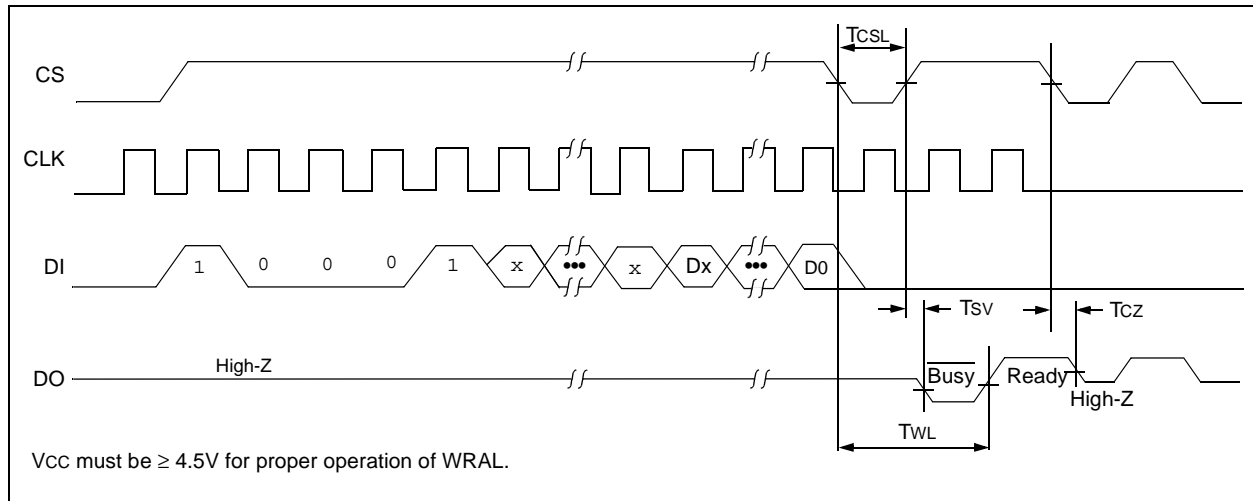 TCSL
CS
CLK
DI 1 0 0 0 1 x ••• x Dx ••• D0
TSV TCZ
High-Z
DO Busy Ready
High-Z
TWL
VCC must be ≥ 4.5V for proper operation of WRAL.